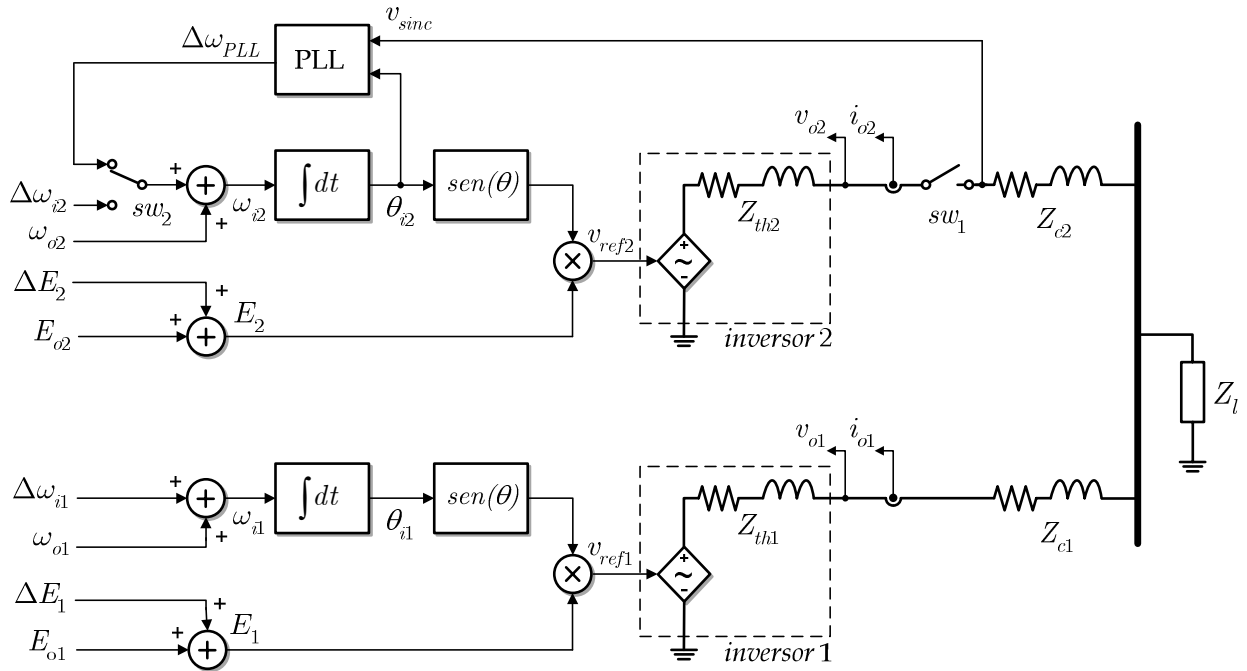 v_sinc
Δω_PLL
PLL
v_o2
i_o2
∫dt
sen(θ)
Δω_i2
sw_2
ω_i2
θ_i2
Z_th2
sw_1
Z_c2
ω_o2
v_ref2
ΔE_2
E_2
E_o2
inversor 2
Z_l
v_o1
i_o1
∫dt
sen(θ)
Δω_i1
ω_i1
θ_i1
Z_th1
Z_c1
ω_o1
v_ref1
ΔE_1
E_1
E_o1
inversor 1